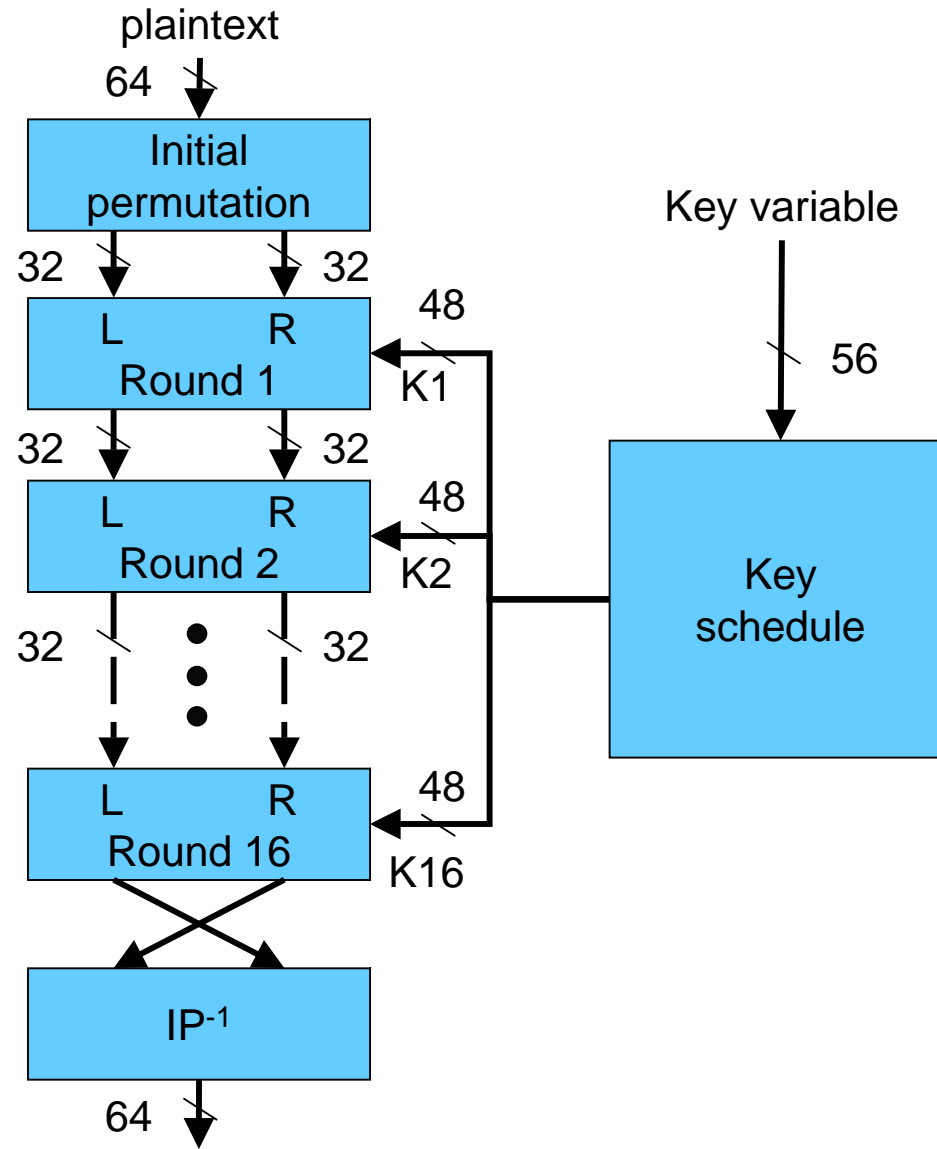 plaintext
64
Initial
permutation
Key variable
32 32
48
L R
Round 1
56
K1
32 32
48
L R
Round 2
K2
Key
schedule
32 32
48
L R
Round 16
K16
IP-1
64